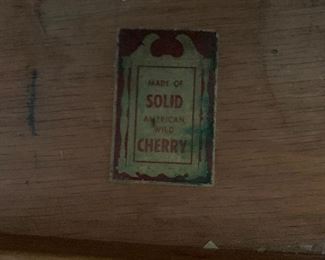 MADE OF
SOLID
AMERICAN
WILD
CHERRY